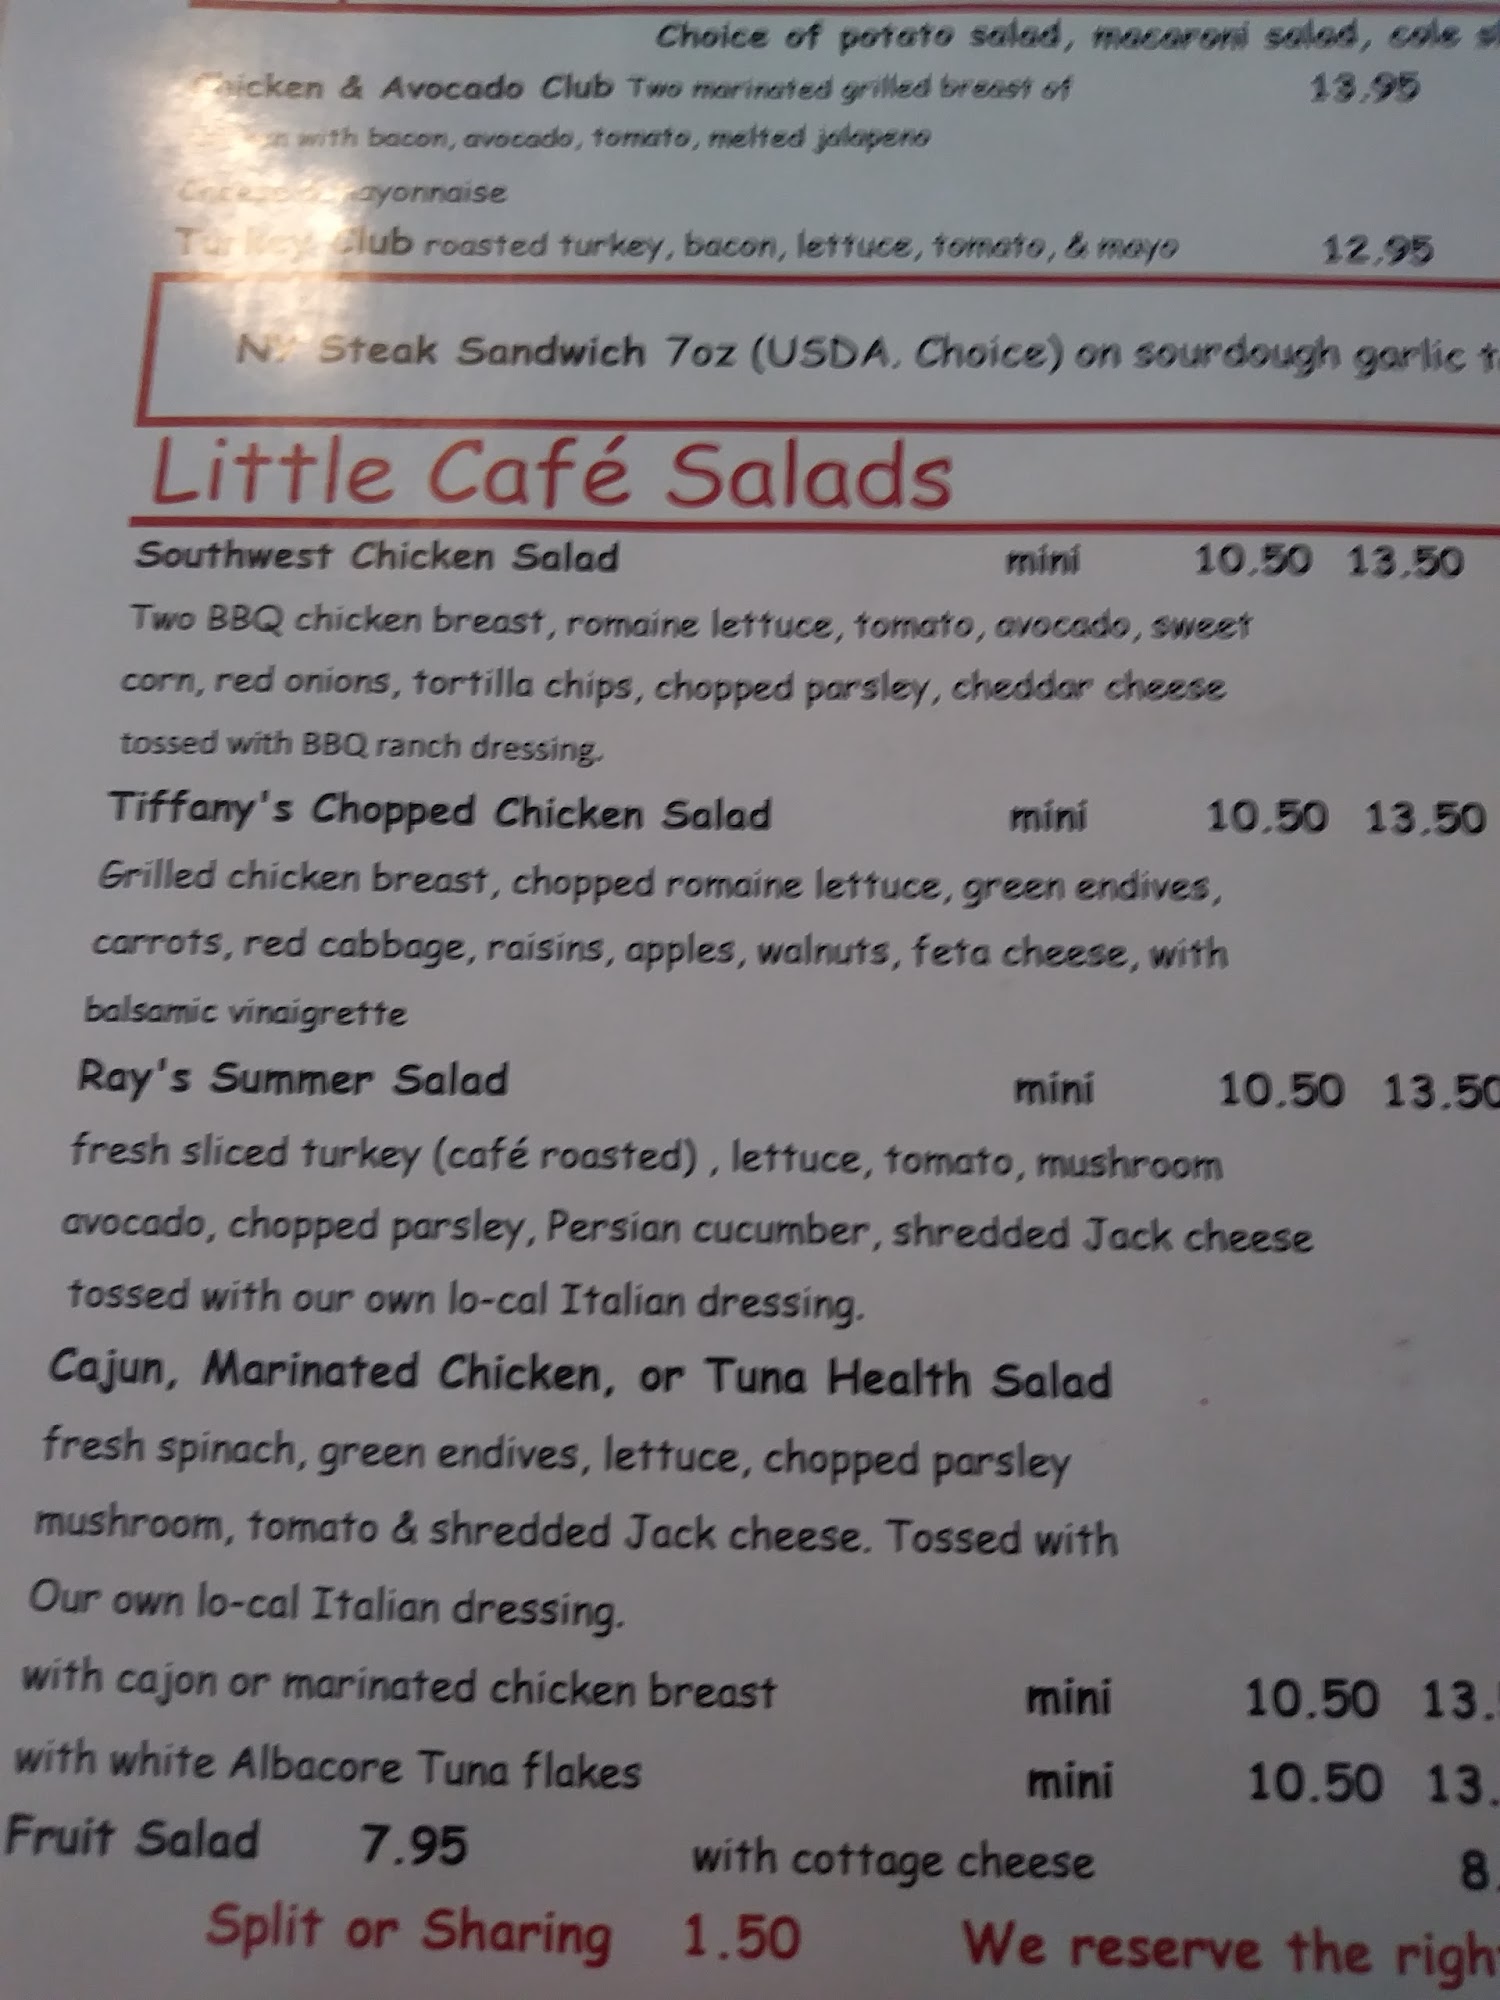 Choice of potato salad, macaroni salad, cole
Chicken & Avocado Club Two marinated grilled breast of 13.95
with bacon, avocado, tomato, melted jalapeno
mayonnaise
Turkey Club roasted turkey, bacon, lettuce, tomato, & mayo 12.95
NY Steak Sandwich 7oz (USDA. Choice) on sourdough garlic
Little Café Salads
Southwest Chicken Salad mini 10.50 13.50
Two BBQ chicken breast, romaine lettuce, tomato, avocado, sweet
corn, red onions, tortilla chips, chopped parsley, cheddar cheese
tossed with BBQ ranch dressing.
Tiffany's Chopped Chicken Salad mini 10.50 13.50
Grilled chicken breast, chopped romaine lettuce, green endives,
carrots, red cabbage, raisins, apples, walnuts, feta cheese, with
balsamic vinaigrette
Ray's Summer Salad mini 10.50 13.50
fresh sliced turkey (café roasted) , lettuce, tomato, mushroom
avocado, chopped parsley, Persian cucumber, shredded Jack cheese
tossed with our own lo-cal Italian dressing.
Cajun, Marinated Chicken, or Tuna Health Salad
fresh spinach, green endives, lettuce, chopped parsley
mushroom, tomato & shredded Jack cheese. Tossed with
Our own lo-cal Italian dressing.
with cajon or marinated chicken breast mini 10.50 13.
with white Albacore Tuna flakes mini 10.50 13.
Fruit Salad 7.95 with cottage cheese 8.
Split or Sharing 1.50 We reserve the right